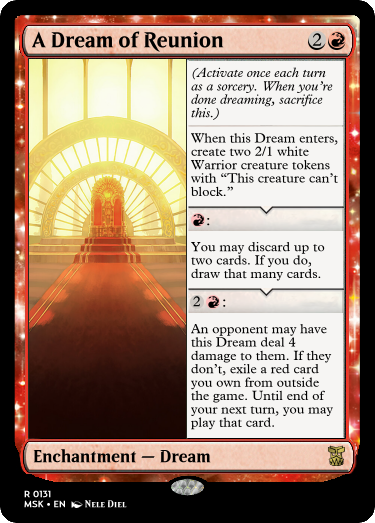 A Dream of Reunion 2
(Activate once each turn
as a sorcery. When you're
done dreaming, sacrifice
this.)
When this Dream enters,
create two 2/1 white
Warrior creature tokens
with “This creature can't
block.”
:
You may discard up to
two cards. If you do,
draw that many cards.
2 :
An opponent may have
this Dream deal 4
damage to them. If they
don't, exile a red card
you own from outside
the game. Until end of
your next turn, you may
play that card.
Enchantment — Dream
R 0131
MSK • EN Nele Diel